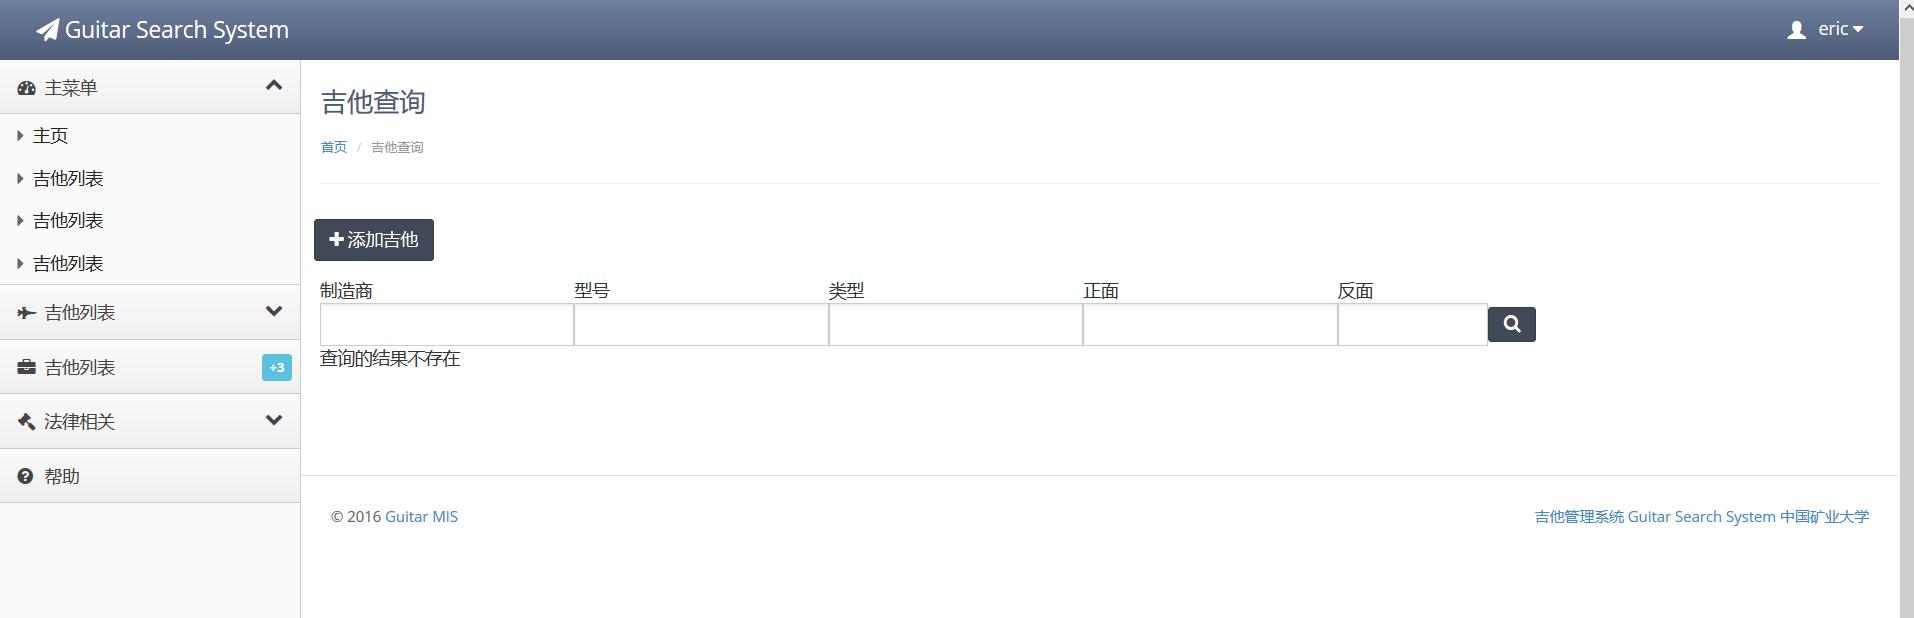 Guitar Search System
eric
主菜单
主页
吉他列表
吉他列表
吉他列表
吉他列表
吉他列表
+3
法律相关
帮助
吉他查询
首页 / 吉他查询
添加吉他
制造商 型号 类型 正面 反面
查询的结果不存在
© 2016 Guitar MIS
吉他管理系统 Guitar Search System 中国矿业大学